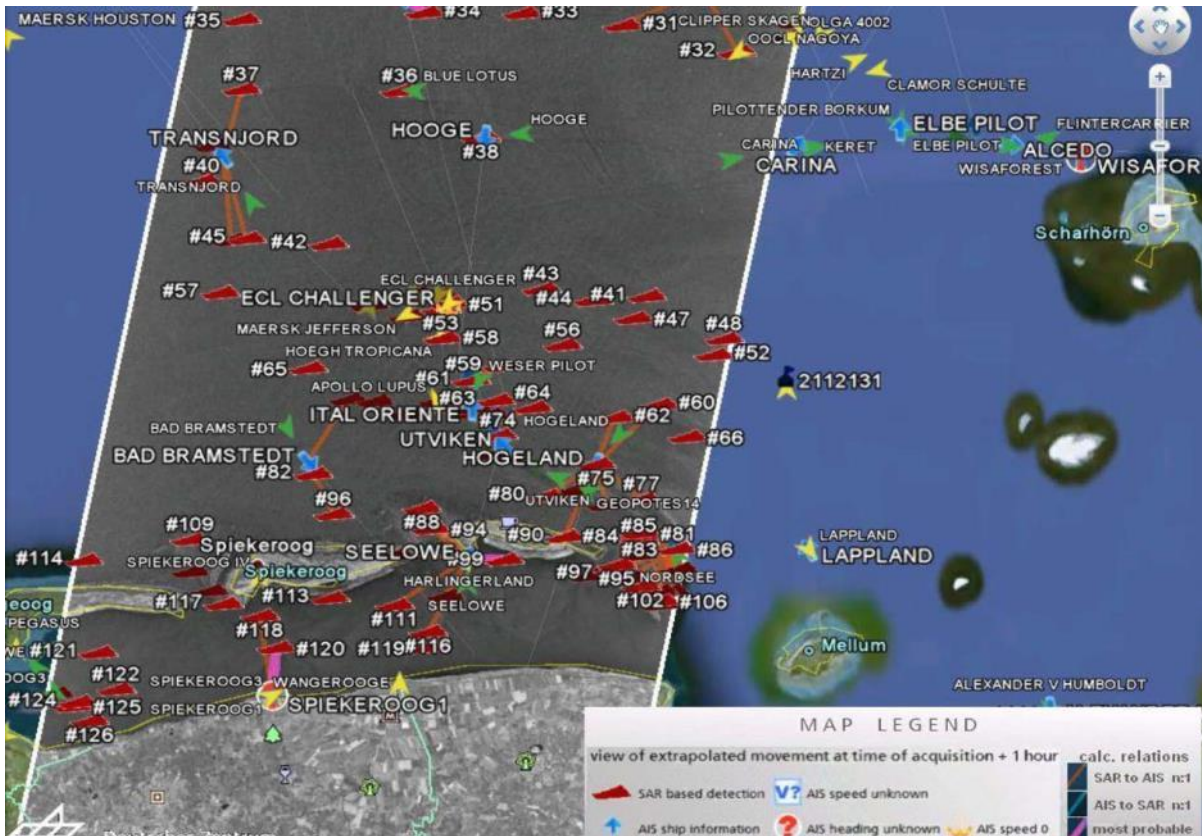 MAERSK HOUSTON #35
#34
#33
#31
CLIPPER SKAGEN
OLGA 4002
OOCL NAGOYA
#32
HARTZI
CLAMOR SCHULTE
#37
#36 BLUE LOTUS
PILOTTENDER BORKUM
TRANSNJORD
HOOGE
HOOGE
#38
ELBE PILOT
FLINTERCARRIER
CARINA
KERET
ELBE PILOT
ALCEDO
#40
CARINA
WISAFOREST
WISAFOR
TRANSNJORD
Scharhörn
#45
#42
#57
ECL CHALLENGER
#43
ECL CHALLENGER
#51
#44
#41
MAERSK JEFFERSON
#53
#47
#58
#56
#48
HOEGH TROPICANA
#52
#65
#59
WESER PILOT
#61
2112131
APOLLO LUPUS
#63
#64
#60
ITAL ORIENTE
#74
HOGELAND
#62
BAD BRAMSTEDT
UTVIKEN
#66
BAD BRAMSTEDT
HOGELAND
#82
#75
#80
UTVIKEN
#77
#96
GEOPOTES14
#88
#109
#94
#90
#84
#85
#81
Spiekeroog
SEELOWE
#83
#86
LAPPLAND
LAPPLAND
#114
SPIEKEROOG IV
Spiekeroog
#99
#97
#95
NORDSEE
HARLINGERLAND
#117
#113
SEELOWE
#102
#106
geoog
PEGASUS
#118
#111
#121
#120
#119
#116
Mellum
WE
#122
OOG3
SPIEKEROOG3
WANGEROOGE
ALEXANDER V HUMBOLDT
#124
#125
SPIEKEROOG1
SPIEKEROOG1
#126
MAP LEGEND
view of extrapolated movement at time of acquisition + 1 hour
calc. relations
SAR based detection
V? AIS speed unknown
SAR to AIS n:1
AIS to SAR n:1
AIS ship information
? AIS heading unknown
AIS speed 0
most probable